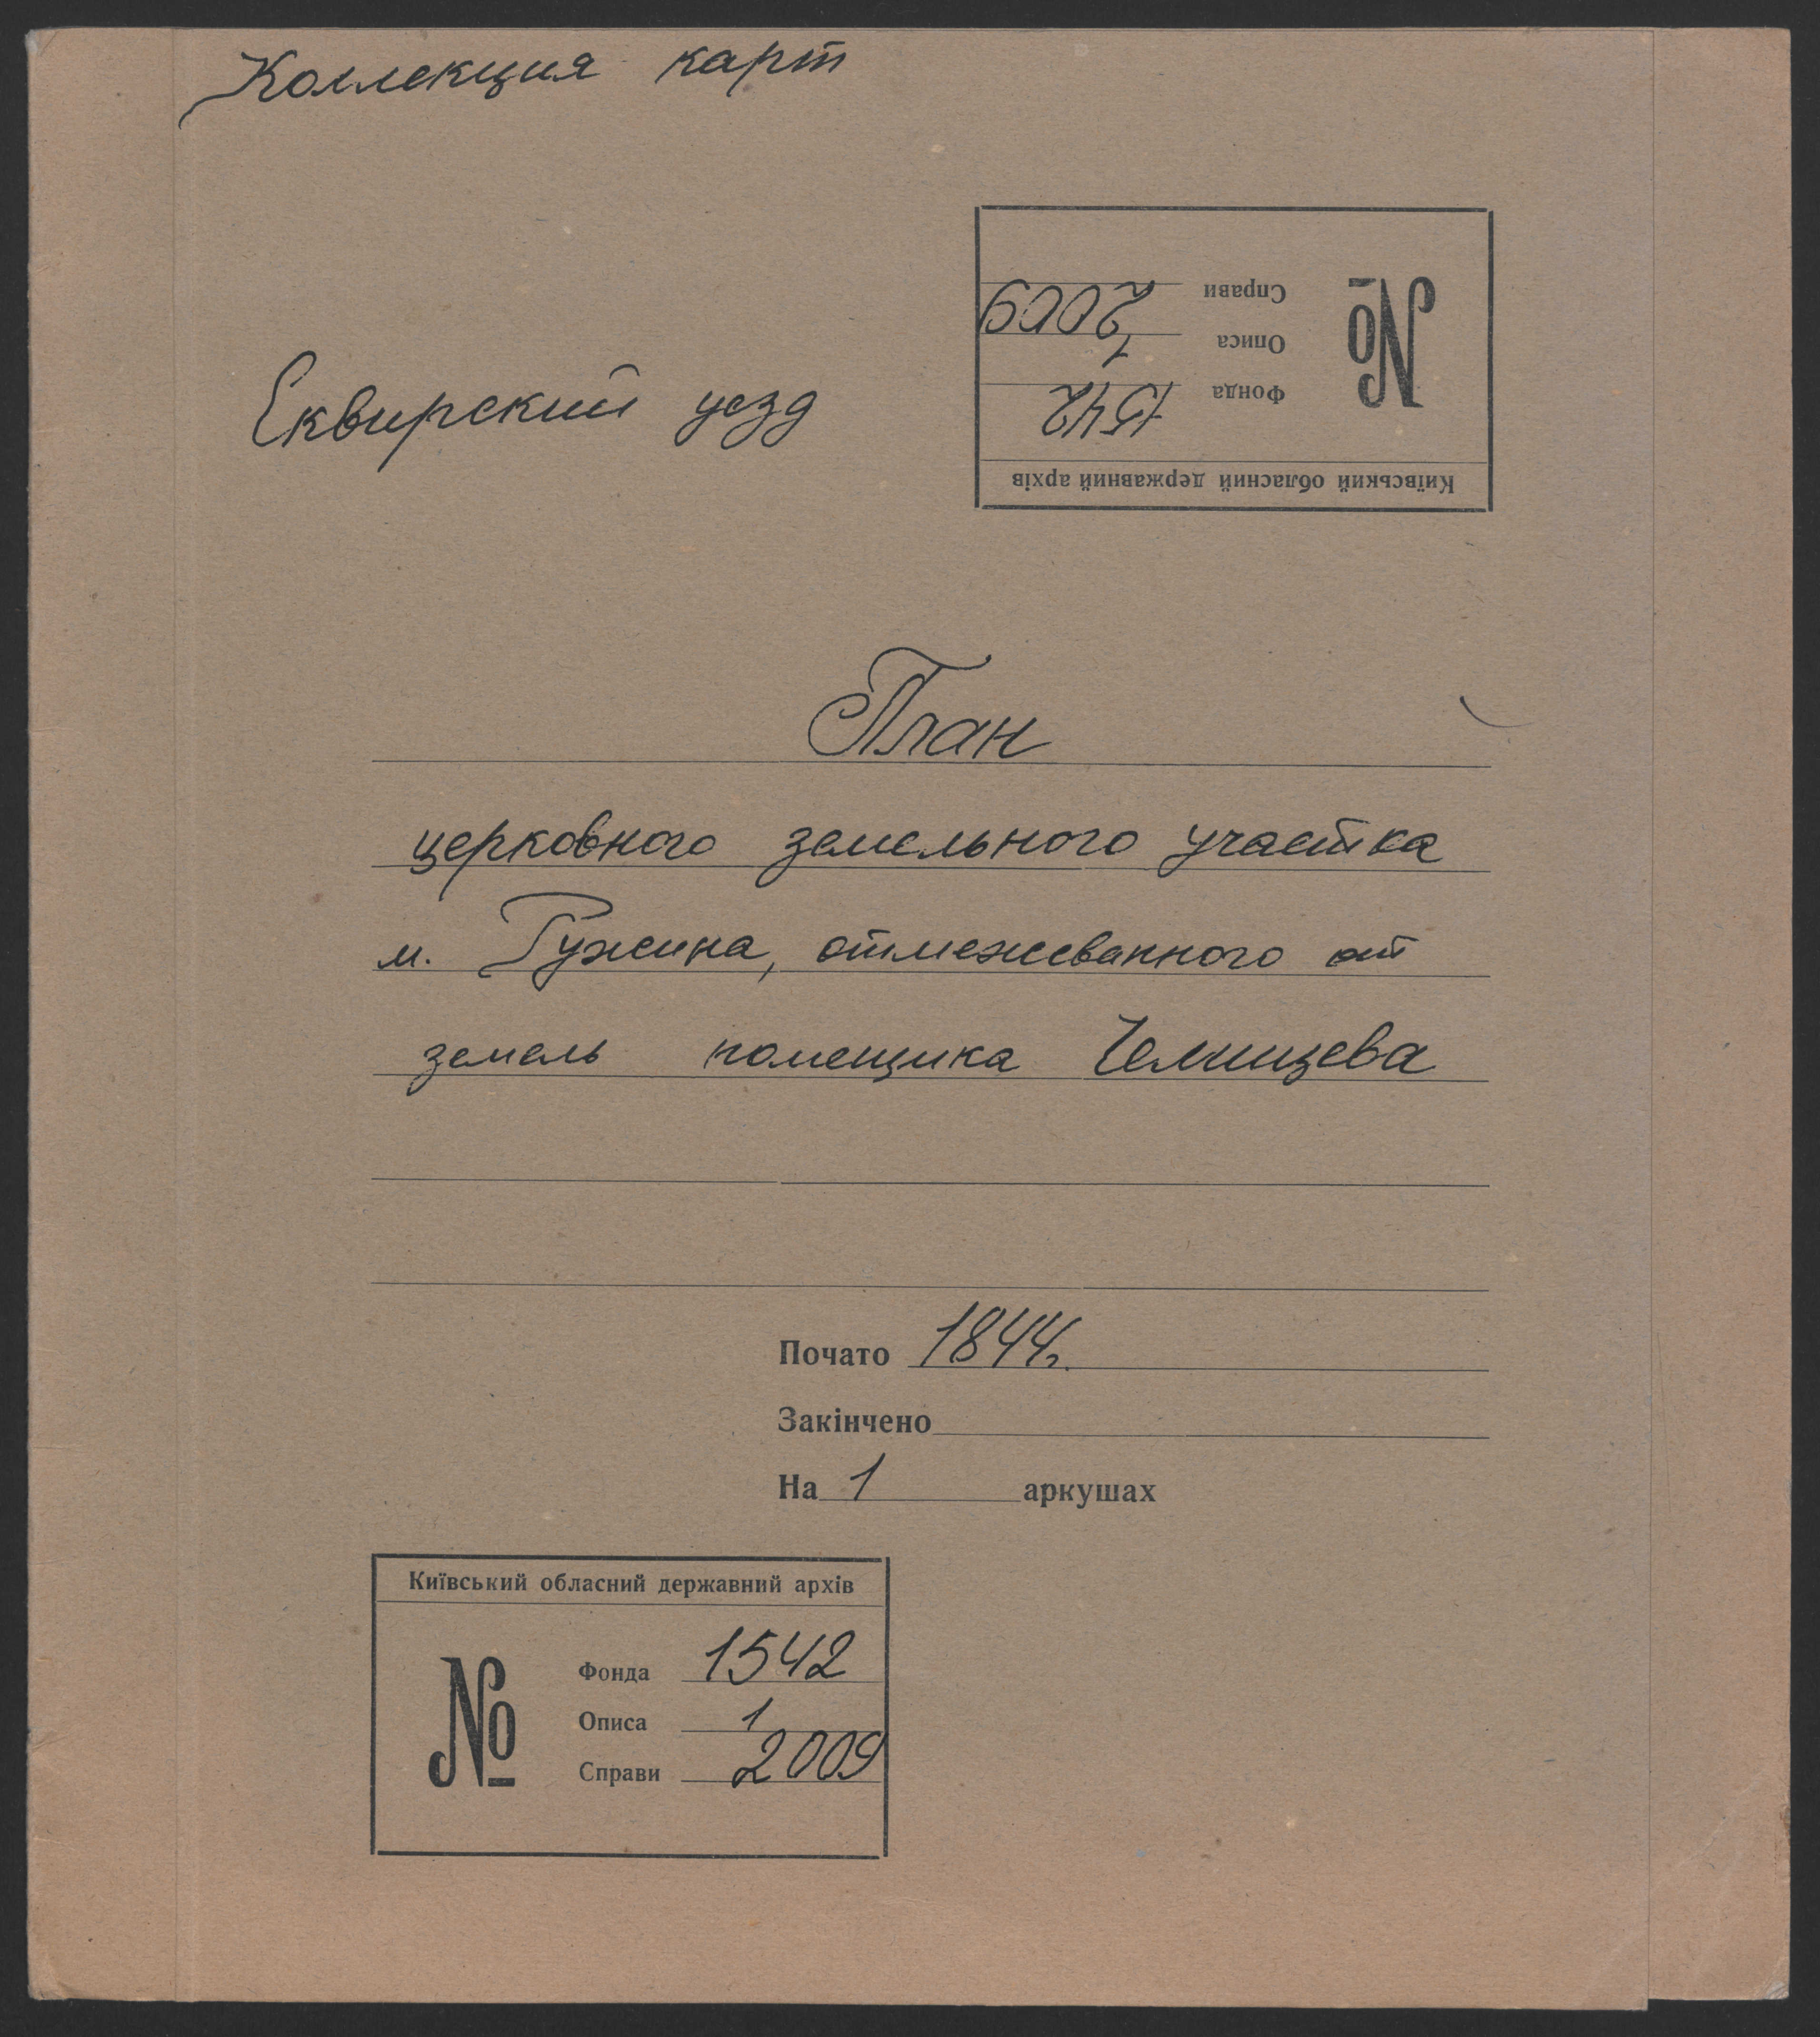 Коллекция карт
Київський обласний державний архів
№
Фонда 1542
Описа 1
Справи 2009
Сквирский уезд
План
церковного земельного участка
м. Ружина, отмежеванного от
земель помещика Челищева
Почато 1844г.
Закінчено
На 1 аркушах
Київський обласний державний архів
№
Фонда 1542
Описа 1
Справи 2009